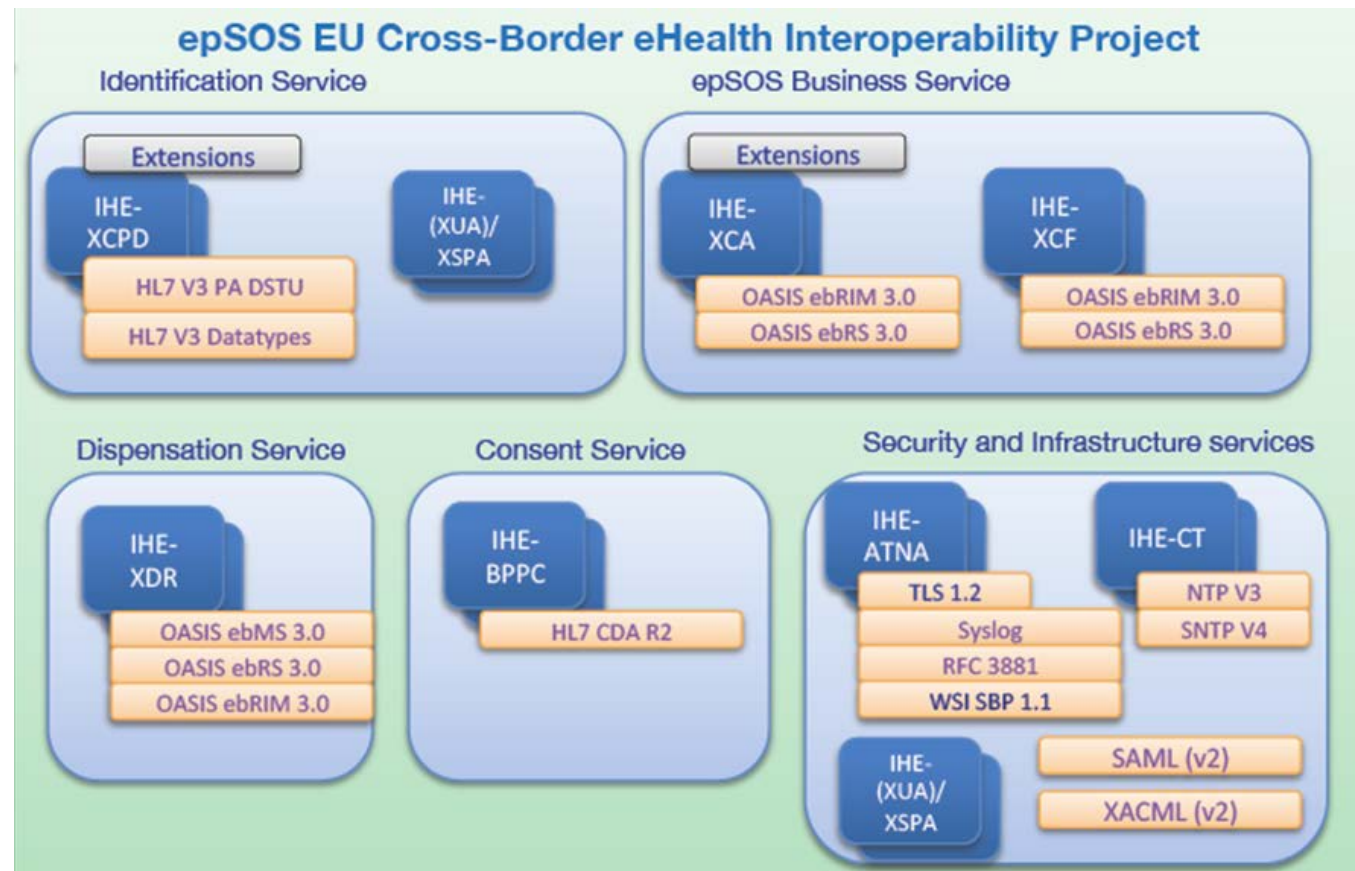 epSOS EU Cross-Border eHealth Interoperability Project
Identification Service
epSOS Business Service
Extensions
IHE-
XCPD
HL7 V3 PA DSTU
HL7 V3 Datatypes
IHE-
(XUA)/
XSPA
Extensions
IHE-
XCA
OASIS ebRIM 3.0
OASIS ebRS 3.0
IHE-
XCF
OASIS ebRIM 3.0
OASIS ebRS 3.0
Dispensation Service
Consent Service
Security and Infrastructure services
IHE-
XDR
OASIS ebMS 3.0
OASIS ebRS 3.0
OASIS ebRIM 3.0
IHE-
BPPC
HL7 CDA R2
IHE-
ATNA
TLS 1.2
Syslog
RFC 3881
WSI SBP 1.1
IHE-CT
NTP V3
SNTP V4
IHE-
(XUA)/
XSPA
SAML (v2)
XACML (v2)